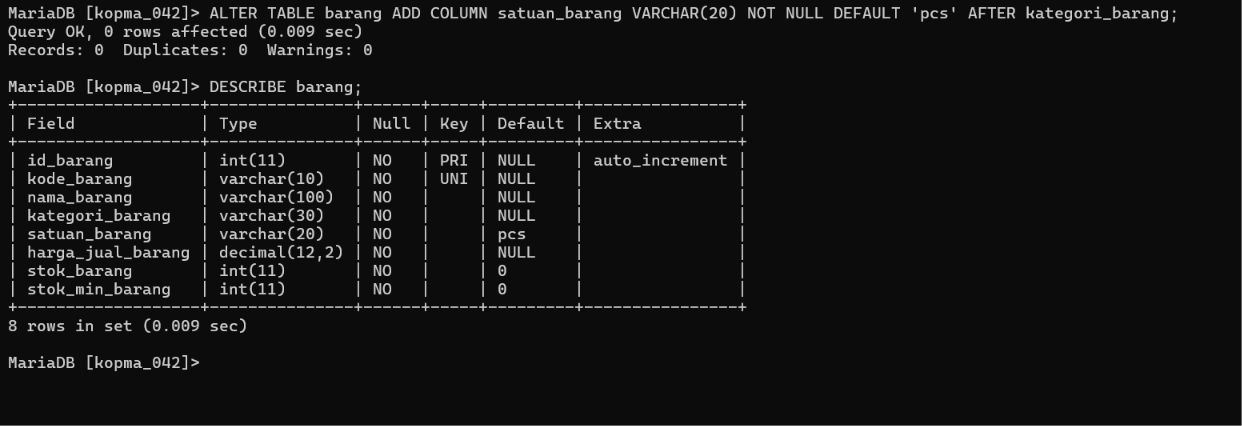 MariaDB [kopma_042]> ALTER TABLE barang ADD COLUMN satuan_barang VARCHAR(20) NOT NULL DEFAULT 'pcs' AFTER kategori_barang;
Query OK, 0 rows affected (0.009 sec)
Records: 0  Duplicates: 0  Warnings: 0
MariaDB [kopma_042]> DESCRIBE barang;
+-------------------+---------------+------+-----+---------+----------------+
| Field             | Type          | Null | Key | Default | Extra          |
+-------------------+---------------+------+-----+---------+----------------+
| id_barang         | int(11)       | NO   | PRI | NULL    | auto_increment |
| kode_barang       | varchar(10)   | NO   | UNI | NULL    |                |
| nama_barang       | varchar(100)  | NO   |     | NULL    |                |
| kategori_barang   | varchar(30)   | NO   |     | NULL    |                |
| satuan_barang     | varchar(20)   | NO   |     | pcs     |                |
| harga_jual_barang | decimal(12,2) | NO   |     | NULL    |                |
| stok_barang       | int(11)       | NO   |     | 0       |                |
| stok_min_barang   | int(11)       | NO   |     | 0       |                |
+-------------------+---------------+------+-----+---------+----------------+
8 rows in set (0.009 sec)
MariaDB [kopma_042]>